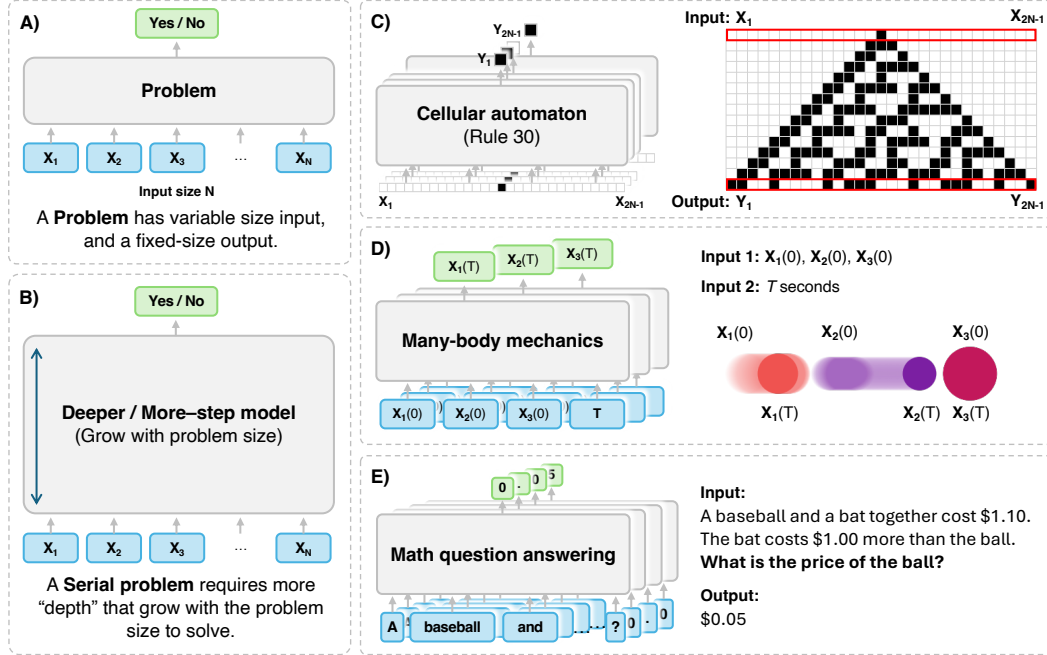 A)
Yes / No
Problem
X1 X2 X3 ... XN
Input size N
A Problem has variable size input,
and a fixed-size output.
B)
Yes / No
Deeper / More–step model
(Grow with problem size)
X1 X2 X3 ... XN
A Serial problem requires more
“depth” that grow with the problem
size to solve.
C)
Y2N-1
Y1
Cellular automaton
(Rule 30)
X1 X2N-1
Input: X1 X2N-1
Output: Y1 Y2N-1
D)
X1(T) X2(T) X3(T)
Many-body mechanics
X1(0) X2(0) X3(0) T
Input 1: X1(0), X2(0), X3(0)
Input 2: T seconds
X1(0) X2(0) X3(0)
X1(T) X2(T) X3(T)
E)
0 . 0 5
Math question answering
A baseball and ... ? 0 . 0
Input:
A baseball and a bat together cost $1.10.
The bat costs $1.00 more than the ball.
What is the price of the ball?
Output:
$0.05